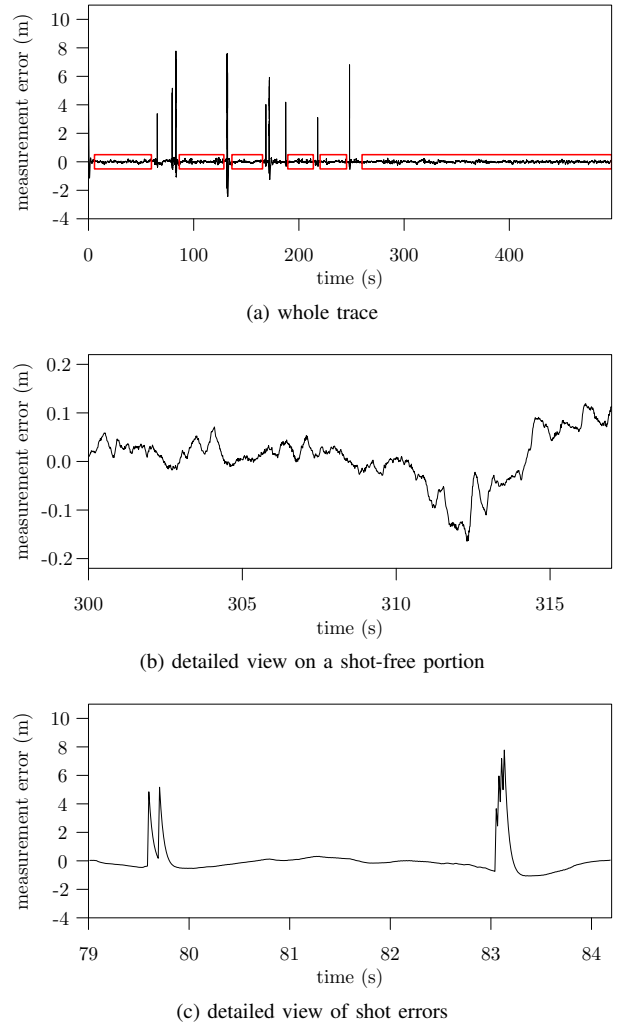 measurement error (m)
10
8
6
4
2
0
-2
-4
0 100 200 300 400
time (s)
(a) whole trace
measurement error (m)
0.2
0.1
0.0
-0.1
-0.2
300 305 310 315
time (s)
(b) detailed view on a shot-free portion
measurement error (m)
10
8
6
4
2
0
-2
-4
79 80 81 82 83 84
time (s)
(c) detailed view of shot errors